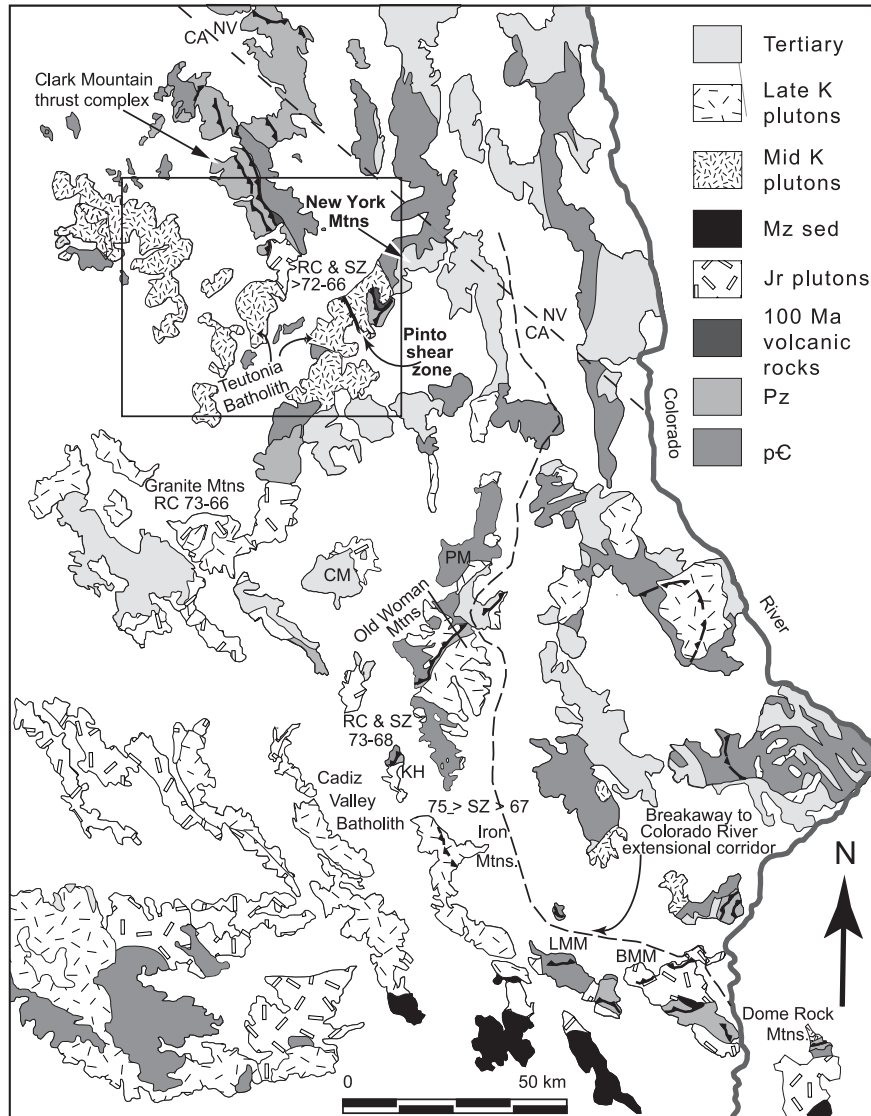 CA
NV
Clark Mountain
thrust complex
New York
Mtns
RC & SZ
>72-66
NV
CA
Pinto
shear
zone
Teutonia
Batholith
Colorado
River
Granite Mtns
RC 73-66
CM
PM
Old Woman
Mtns
RC & SZ
73-68
KH
Cadiz
Valley
Batholith
75 > SZ > 67
Iron
Mtns.
Breakaway to
Colorado River
extensional corridor
LMM
BMM
Dome Rock
Mtns.
N
0 50 km
Tertiary
Late K
plutons
Mid K
plutons
Mz sed
Jr plutons
100 Ma
volcanic
rocks
Pz
pЄ